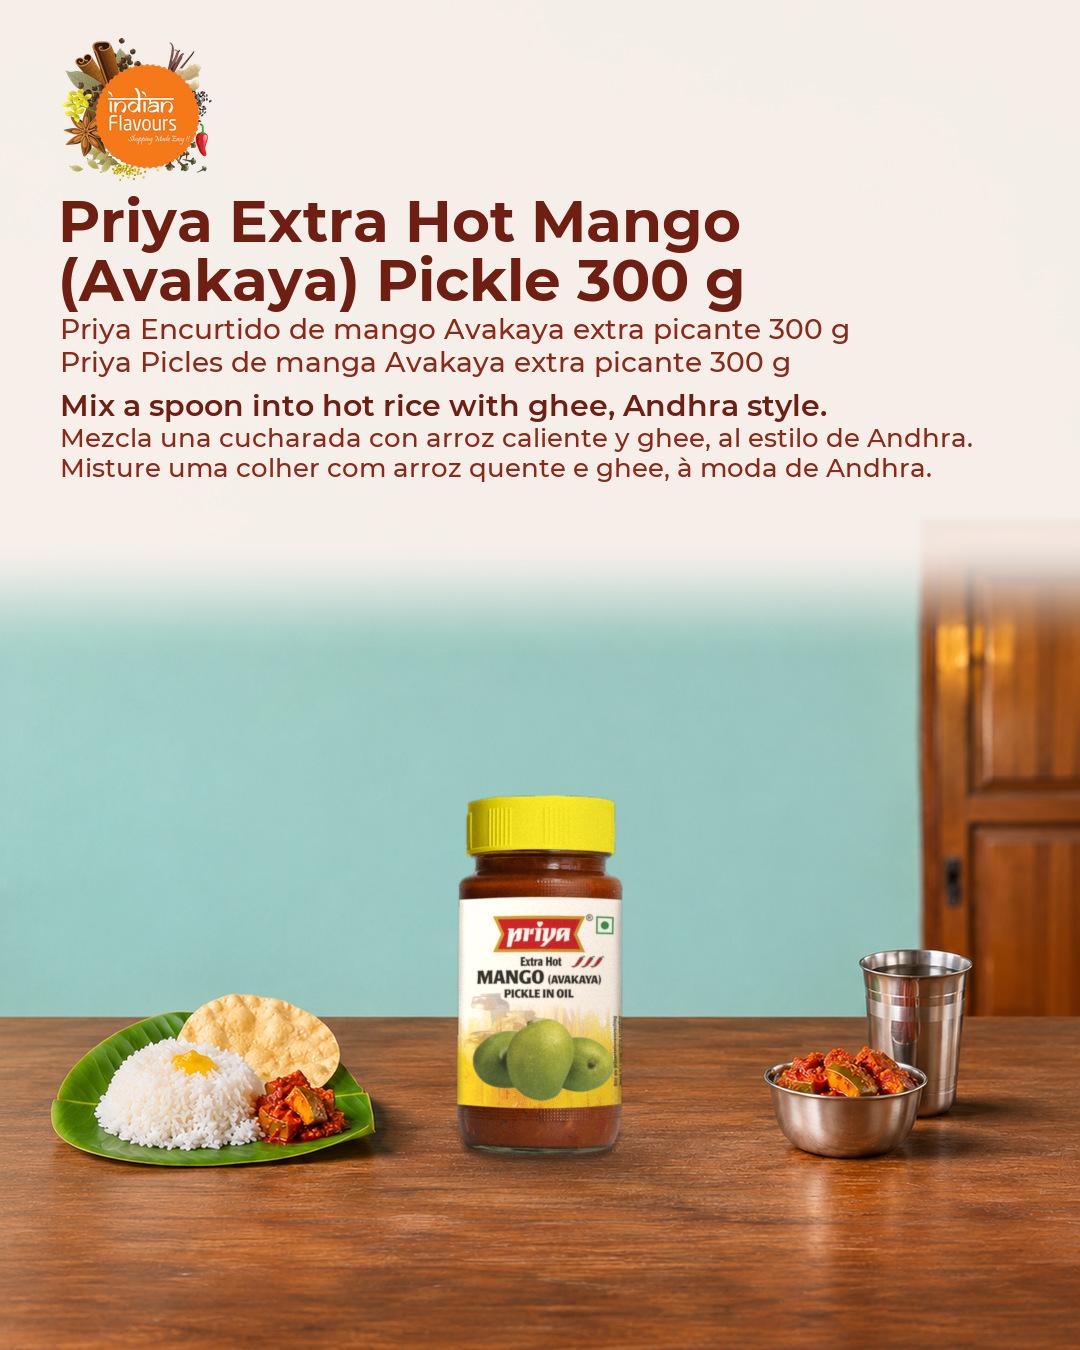 indian
Flavours
Shopping Made Easy !!
Priya Extra Hot Mango
(Avakaya) Pickle 300 g
Priya Encurtido de mango Avakaya extra picante 300 g
Priya Picles de manga Avakaya extra picante 300 g
Mix a spoon into hot rice with ghee, Andhra style.
Mezcla una cucharada con arroz caliente y ghee, al estilo de Andhra.
Misture uma colher com arroz quente e ghee, à moda de Andhra.
priya®
Extra Hot
MANGO (AVAKAYA)
PICKLE IN OIL